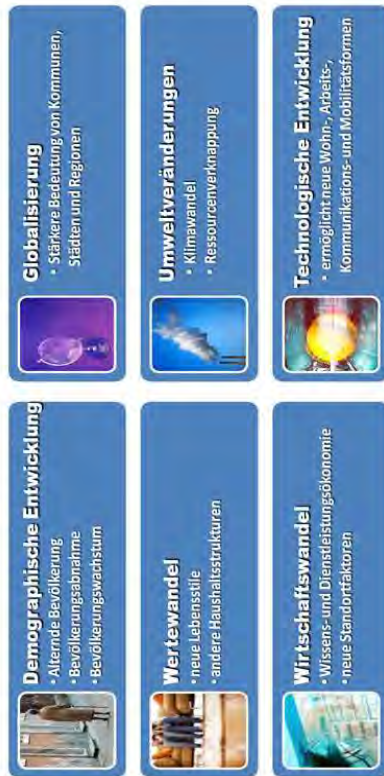 Demographische Entwicklung
• Alternde Bevölkerung
• Bevölkerungsabnahme
• Bevölkerungswachstum
Globalisierung
• Stärkere Bedeutung von Kommunen,
Städten und Regionen
Wertewandel
• neue Lebensstile
• andere Haushaltsstrukturen
Umweltveränderungen
• Klimawandel
• Ressourcenverknappung
Wirtschaftswandel
• Wissens- und Dienstleistungsökonomie
• neue Standortfaktoren
Technologische Entwicklung
• ermöglicht neue Wohn-, Arbeits-,
Kommunikations- und Mobilitätsformen